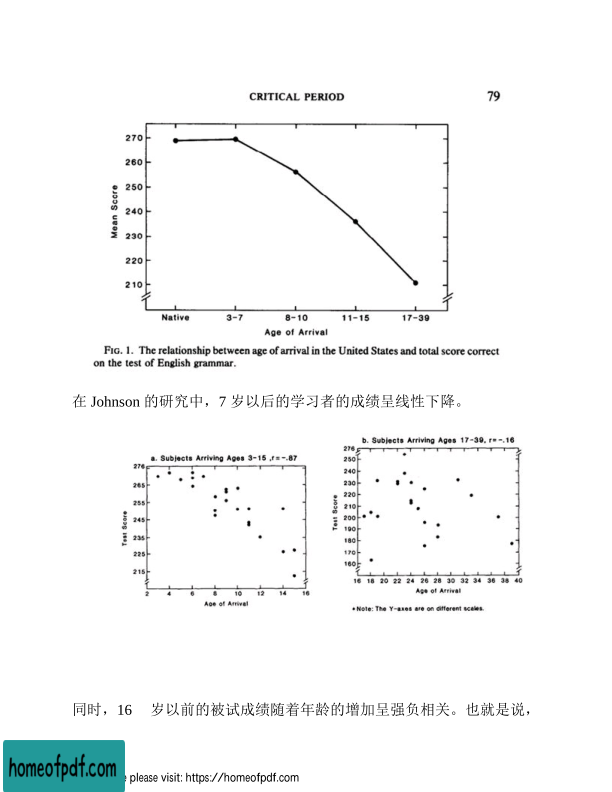 CRITICAL PERIOD 79
270
260
250
240
230
220
210
Mean Score
Native 3-7 8-10 11-15 17-39
Age of Arrival
FIG. 1. The relationship between age of arrival in the United States and total score correct
on the test of English grammar.
在 Johnson 的研究中，7 岁以后的学习者的成绩呈线性下降。
a. Subjects Arriving Ages 3-15 ,r=-.87
276
265
255
245
235
225
215
Test Score
2 4 6 8 10 12 14 16
Age of Arrival
b. Subjects Arriving Ages 17-39, r=-.16
276
250
240
230
220
210
200
190
180
170
160
Test Score
16 18 20 22 24 26 28 30 32 34 36 38 40
Age of Arrival
*Note: The Y-axes are on different scales.
同时，16 岁以前的被试成绩随着年龄的增加呈强负相关。也就是说，
homeofpdf.com
please visit: https://homeofpdf.com